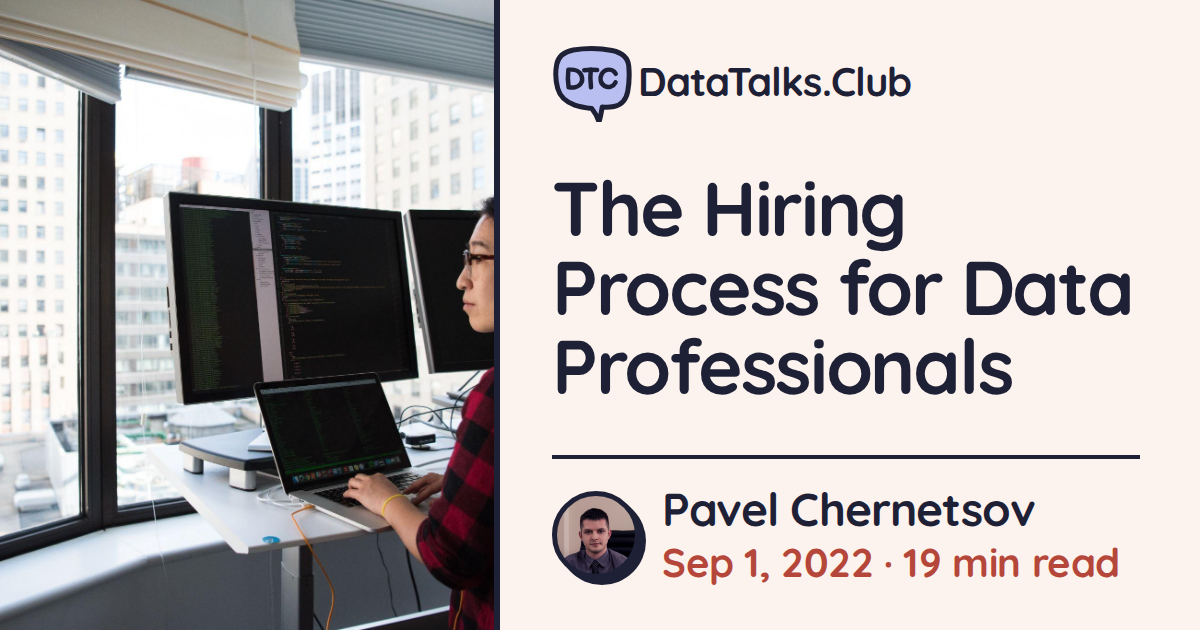 DTC DataTalks.Club
The Hiring
Process for Data
Professionals
Pavel Chernetsov
Sep 1, 2022 · 19 min read